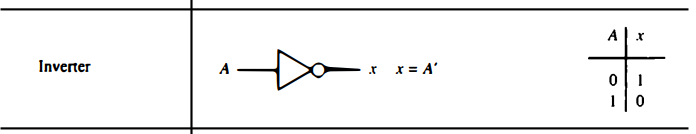 A x
Inverter A x x = A'
0 1
1 0